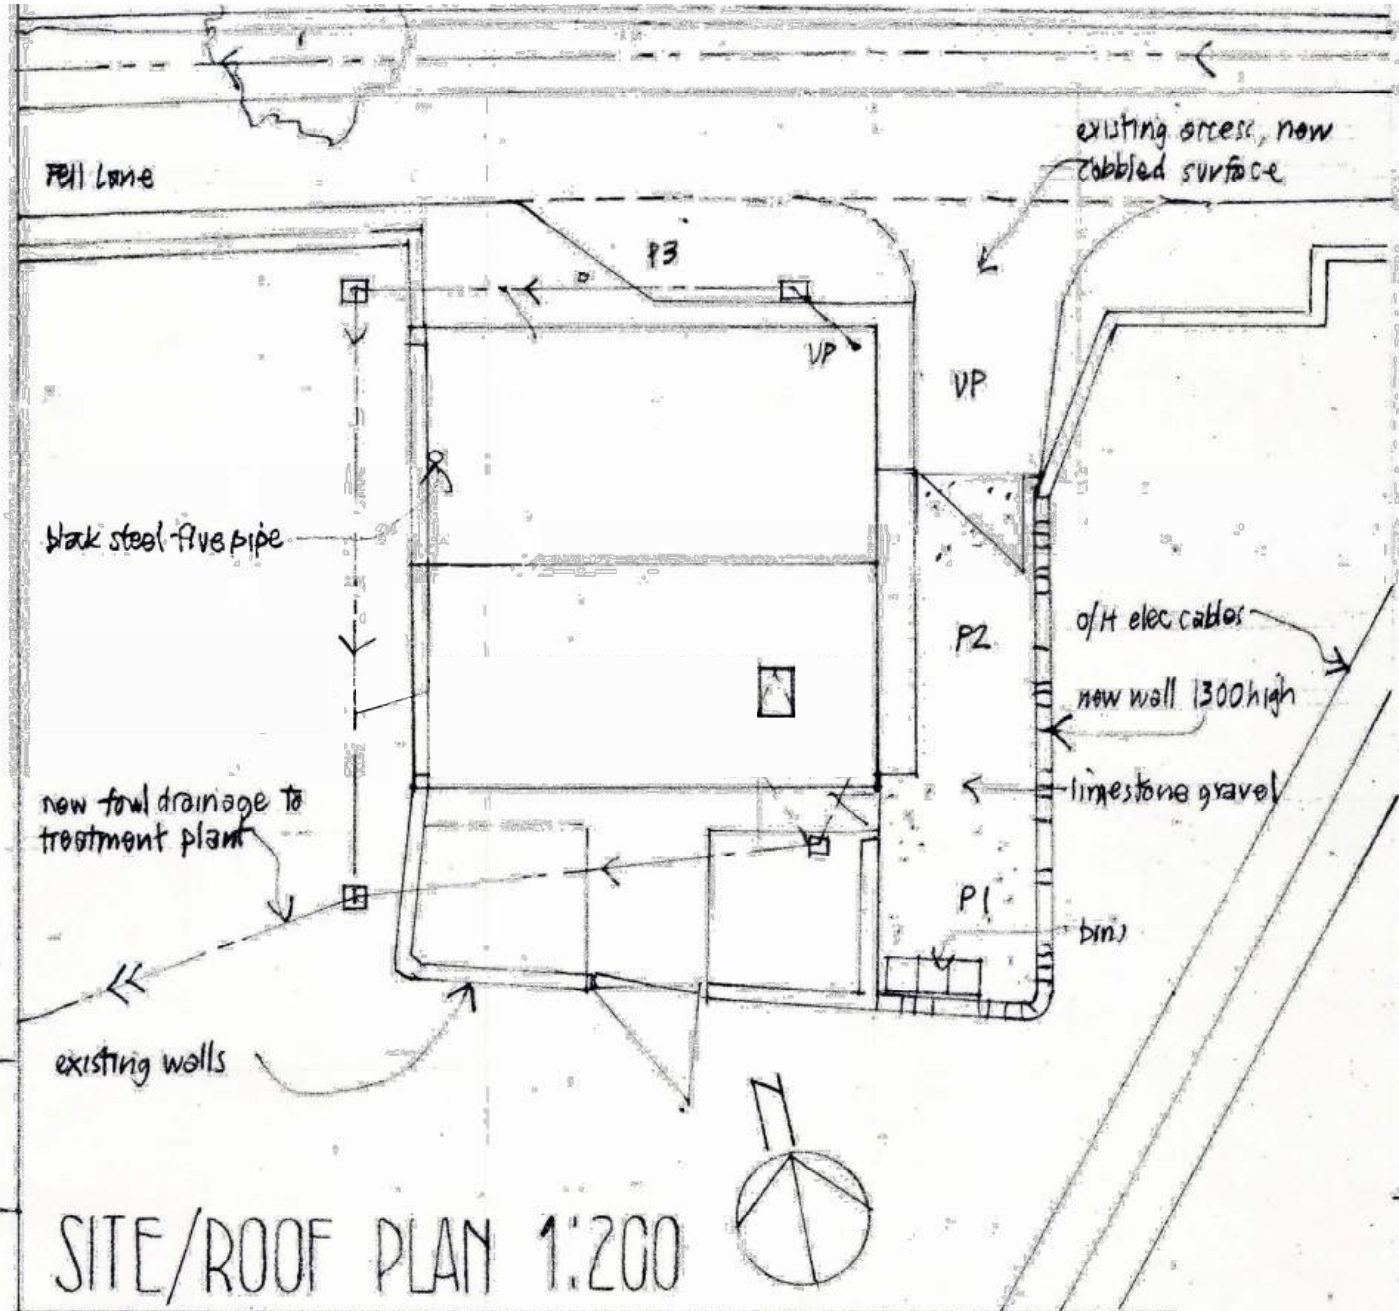 existing access, new
cobbled surface
Fell Lane
P3
VP
VP
black steel flue pipe
P2
O/H elec cables
new wall 1300 high
limestone gravel
new fowl drainage to
treatment plant
P1
bins
existing walls
N
SITE/ROOF PLAN 1:200